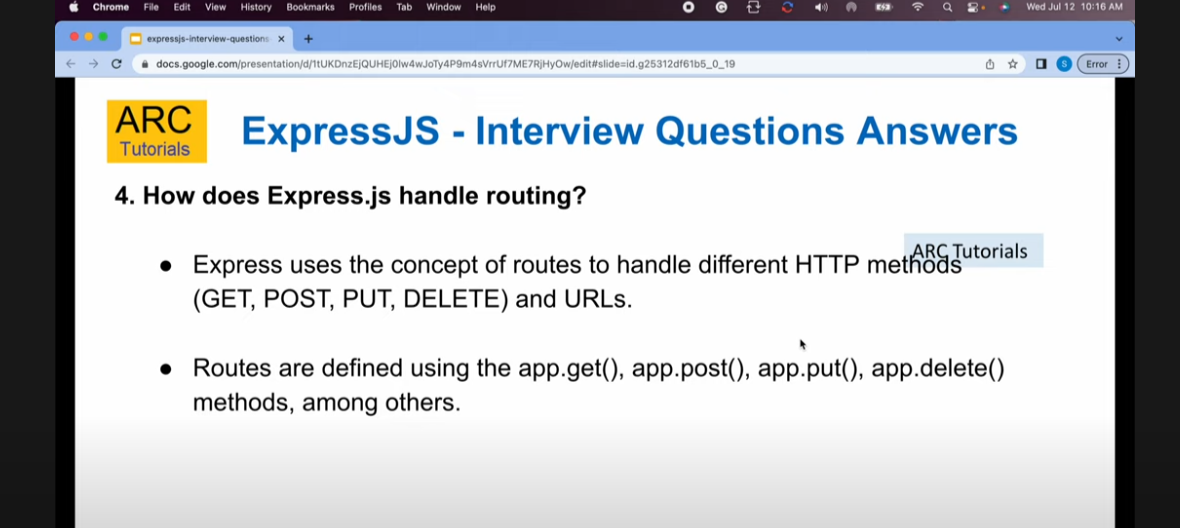 Chrome File Edit View History Bookmarks Profiles Tab Window Help Wed Jul 12 10:16 AM
expressjs-interview-questions
docs.google.com/presentation/d/1tUKDnzEjQUHEj0lw4wJoTy4P9m4sVrrUf7ME7RjHyOw/edit#slide=id.g25312df61b5_0_19 S Error
ARC
Tutorials
ExpressJS - Interview Questions Answers
4. How does Express.js handle routing?
ARC Tutorials
● Express uses the concept of routes to handle different HTTP methods
(GET, POST, PUT, DELETE) and URLs.
● Routes are defined using the app.get(), app.post(), app.put(), app.delete()
methods, among others.